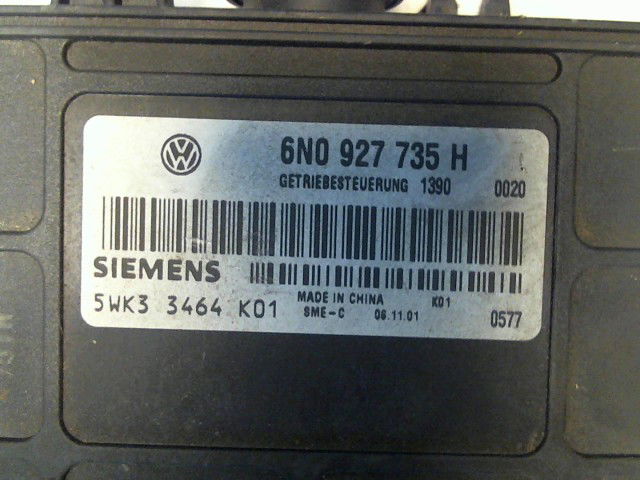 6N0 927 735 H
GETRIEBESTEUERUNG 1390 0020
SIEMENS
5WK3 3464 K01
MADE IN CHINA K01
SME-C 06.11.01 0577